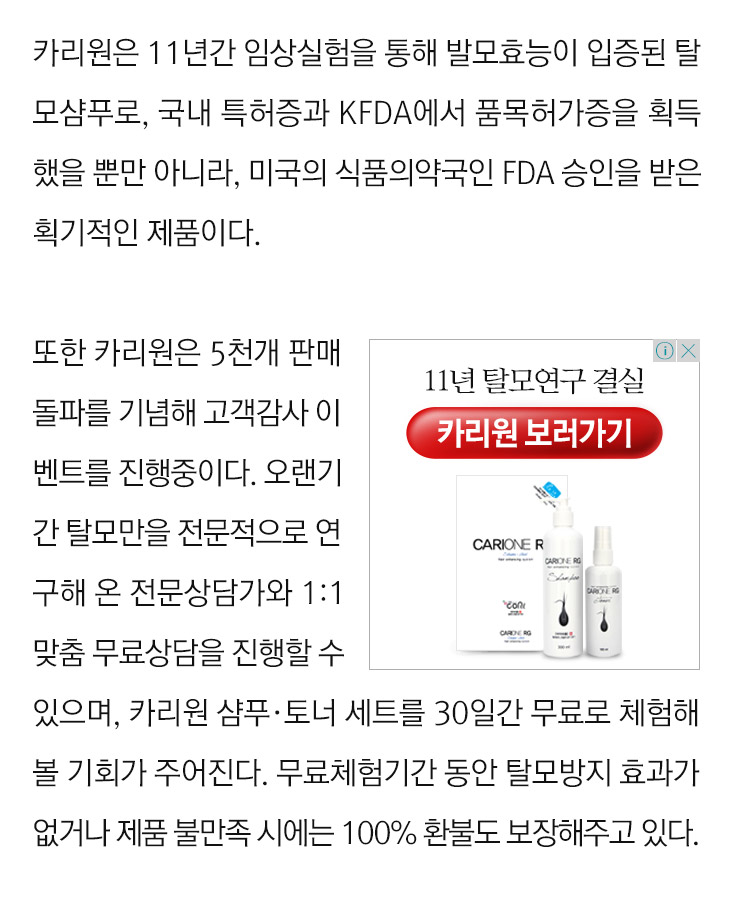 카리원은 11년간 임상실험을 통해 발모효능이 입증된 탈
모샴푸로, 국내 특허증과 KFDA에서 품목허가증을 획득
했을 뿐만 아니라, 미국의 식품의약국인 FDA 승인을 받은
획기적인 제품이다.
또한 카리원은 5천개 판매
돌파를 기념해 고객감사 이
벤트를 진행중이다. 오랜기
간 탈모만을 전문적으로 연
구해 온 전문상담가와 1:1
맞춤 무료상담을 진행할 수
있으며, 카리원 샴푸·토너 세트를 30일간 무료로 체험해
볼 기회가 주어진다. 무료체험기간 동안 탈모방지 효과가
없거나 제품 불만족 시에는 100% 환불도 보장해주고 있다.
11년 탈모연구 결실
카리원 보러가기
CARIONE R
CARIONE RG
CARIONE RG
Shampoo
CARIONE RG